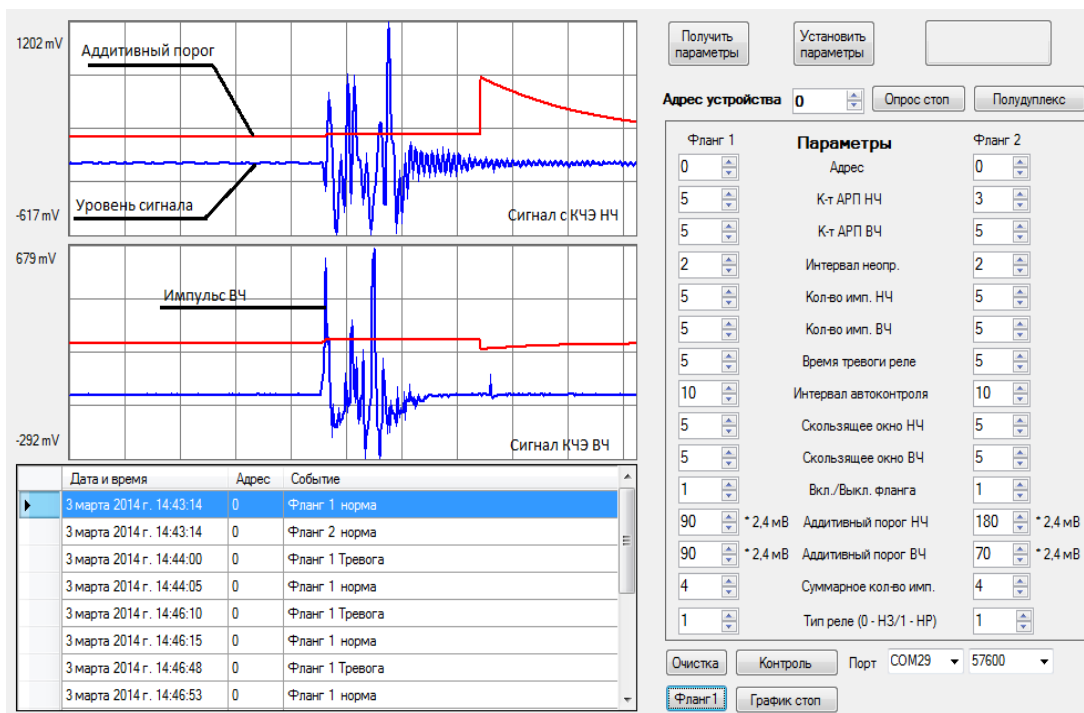 1202 mV
Аддитивный порог
Уровень сигнала
-617 mV
Сигнал с КЧЭ НЧ
679 mV
Импульс ВЧ
-292 mV
Сигнал КЧЭ ВЧ
Дата и время Адрес Событие
3 марта 2014 г. 14:43:14 0 Фланг 1 норма
3 марта 2014 г. 14:43:14 0 Фланг 2 норма
3 марта 2014 г. 14:44:00 0 Фланг 1 Тревога
3 марта 2014 г. 14:44:05 0 Фланг 1 норма
3 марта 2014 г. 14:46:10 0 Фланг 1 Тревога
3 марта 2014 г. 14:46:15 0 Фланг 1 норма
3 марта 2014 г. 14:46:48 0 Фланг 1 Тревога
3 марта 2014 г. 14:46:53 0 Фланг 1 норма
Получить
параметры
Установить
параметры
Адрес устройства 0 Опрос стоп Полудуплекс
Фланг 1 Параметры Фланг 2
0 Адрес 0
5 К-т АРП НЧ 3
5 К-т АРП ВЧ 5
2 Интервал неопр. 2
5 Кол-во имп. НЧ 5
5 Кол-во имп. ВЧ 5
5 Время тревоги реле 5
10 Интервал автоконтроля 10
5 Скользящее окно НЧ 5
5 Скользящее окно ВЧ 5
1 Вкл./Выкл. фланга 1
90 * 2,4 мВ Аддитивный порог НЧ 180 * 2,4 мВ
90 * 2,4 мВ Аддитивный порог ВЧ 70 * 2,4 мВ
4 Суммарное кол-во имп. 4
1 Тип реле (0 - НЗ/1 - НР) 1
Очистка Контроль Порт COM29 57600
Фланг1 График стоп